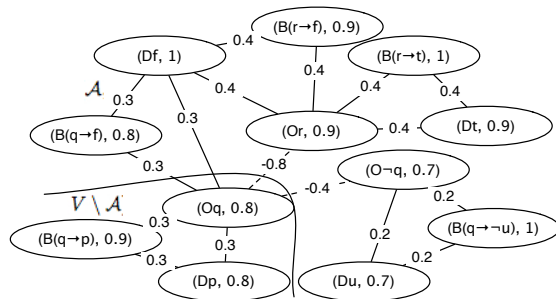 (B(r→f), 0.9)
(Df, 1)
0.4
(B(r→t), 1)
0.4
0.4
0.4
0.4
𝒜
0.3
0.3
(B(q→f), 0.8)
(Or, 0.9)
0.4
(Dt, 0.9)
0.3
-0.8
(O¬q, 0.7)
-0.4
V \ 𝒜
(Oq, 0.8)
0.2
0.3
(B(q→p), 0.9)
(B(q→¬u), 1)
0.3
0.2
0.3
0.2
(Dp, 0.8)
(Du, 0.7)